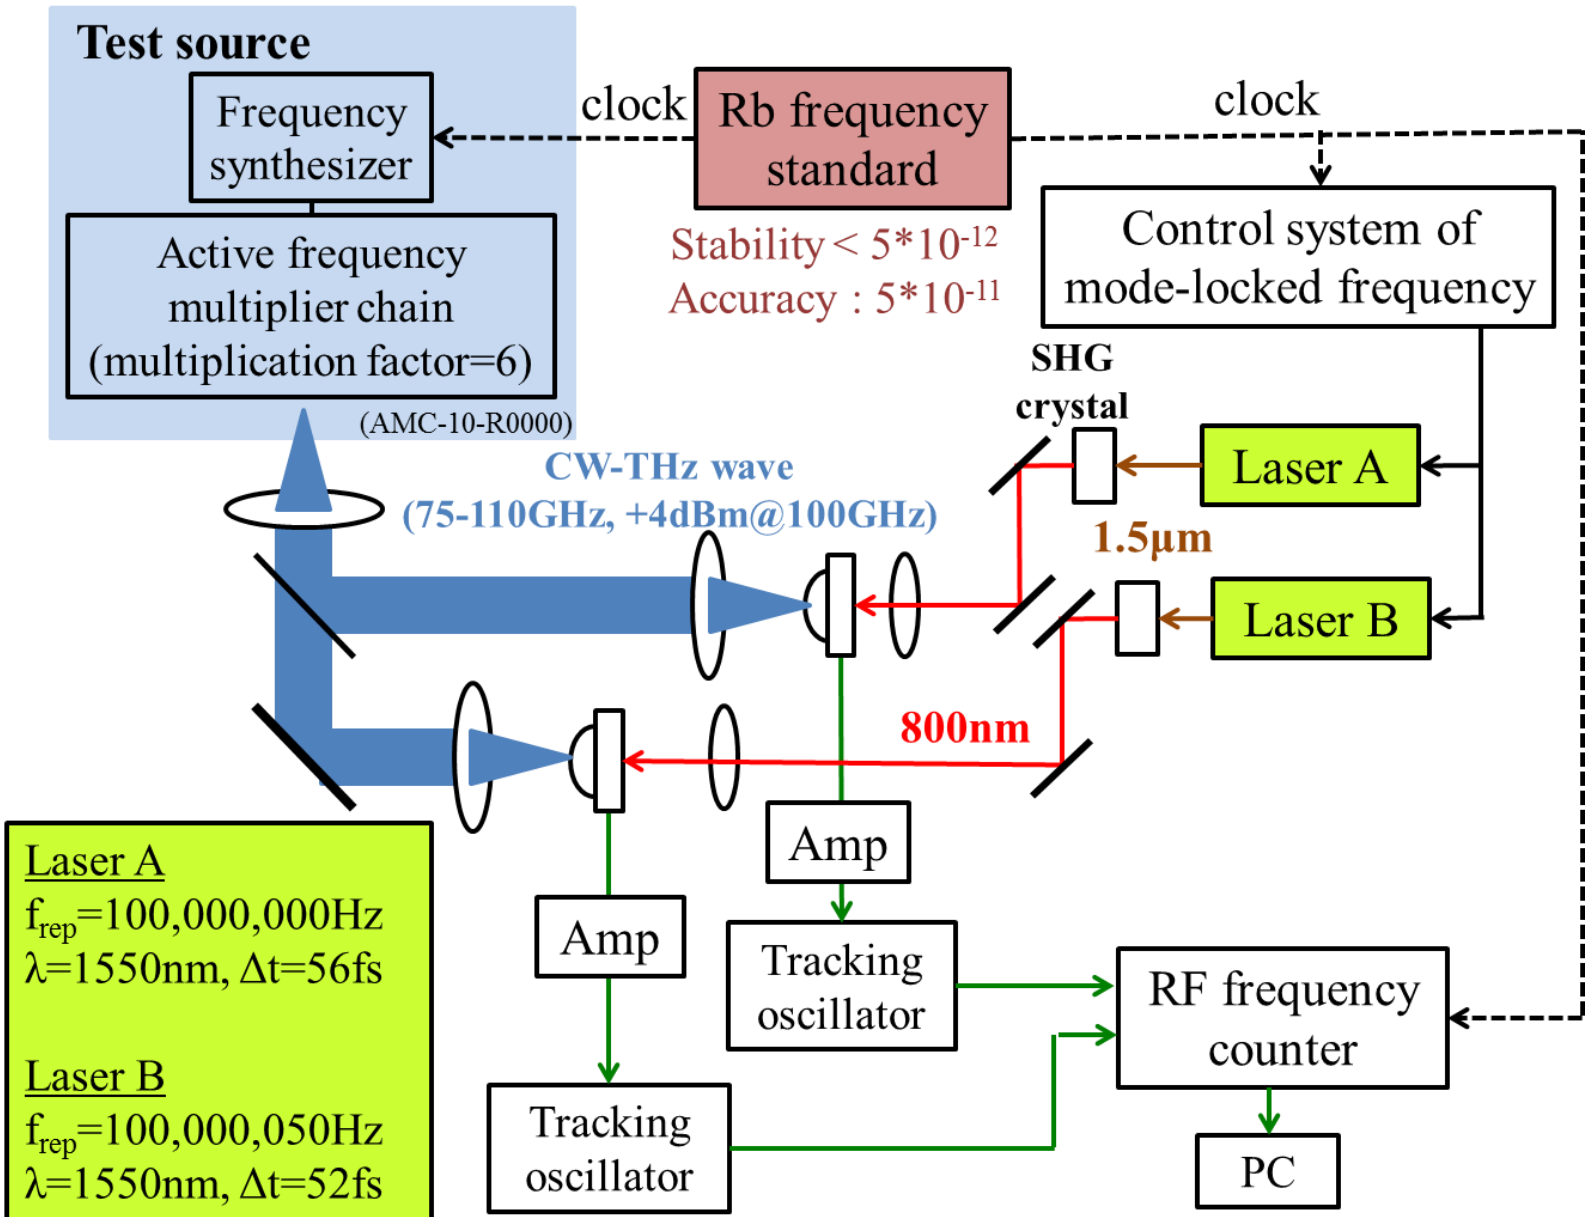 Test source
Frequency
synthesizer
Active frequency
multiplier chain
(multiplication factor=6)
(AMC-10-R0000)
clock
Rb frequency
standard
Stability < 5*10⁻¹²
Accuracy : 5*10⁻¹¹
clock
Control system of
mode-locked frequency
SHG
crystal
Laser A
1.5μm
Laser B
CW-THz wave
(75-110GHz, +4dBm@100GHz)
800nm
Amp
Amp
Tracking
oscillator
Tracking
oscillator
RF frequency
counter
PC
Laser A
frep=100,000,000Hz
λ=1550nm, Δt=56fs
Laser B
frep=100,000,050Hz
λ=1550nm, Δt=52fs